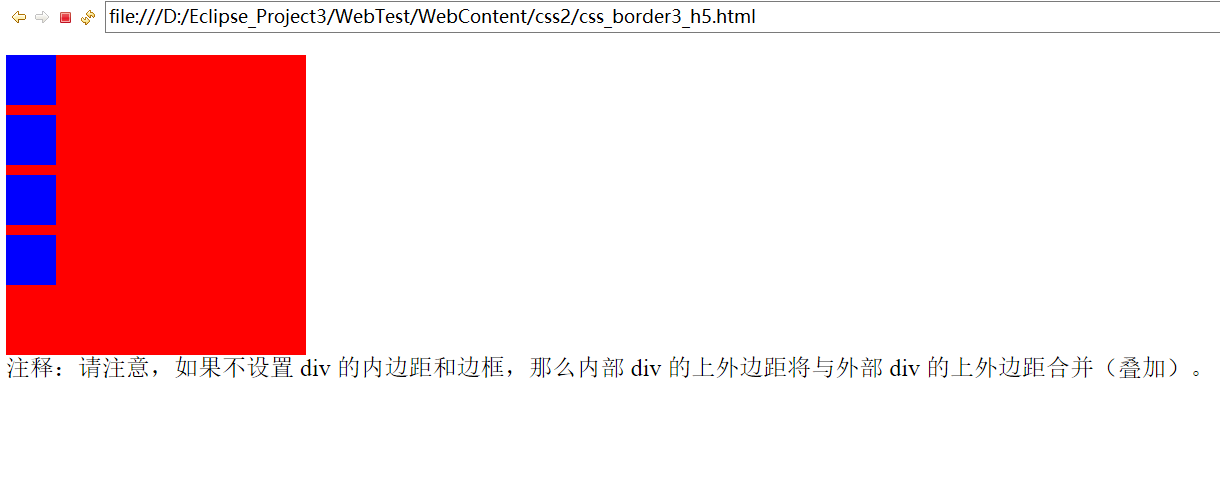 file:///D:/Eclipse_Project3/WebTest/WebContent/css2/css_border3_h5.html
注释：请注意，如果不设置 div 的内边距和边框，那么内部 div 的上外边距将与外部 div 的上外边距合并（叠加）。